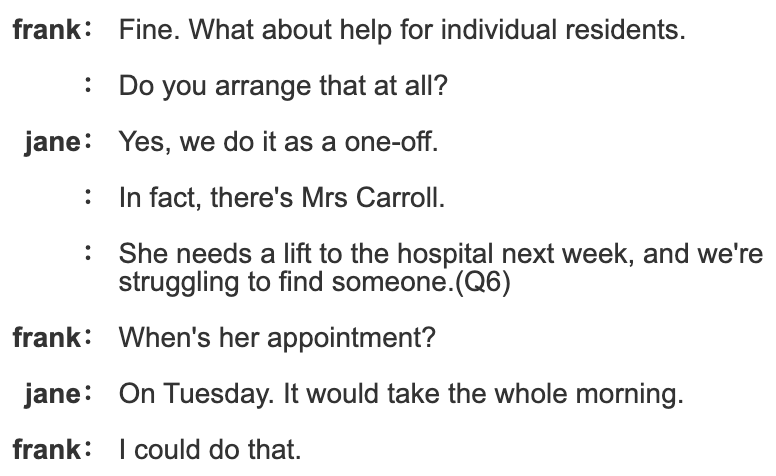 frank: Fine. What about help for individual residents.
: Do you arrange that at all?
jane: Yes, we do it as a one-off.
: In fact, there's Mrs Carroll.
: She needs a lift to the hospital next week, and we're
struggling to find someone.(Q6)
frank: When's her appointment?
jane: On Tuesday. It would take the whole morning.
frank: I could do that.